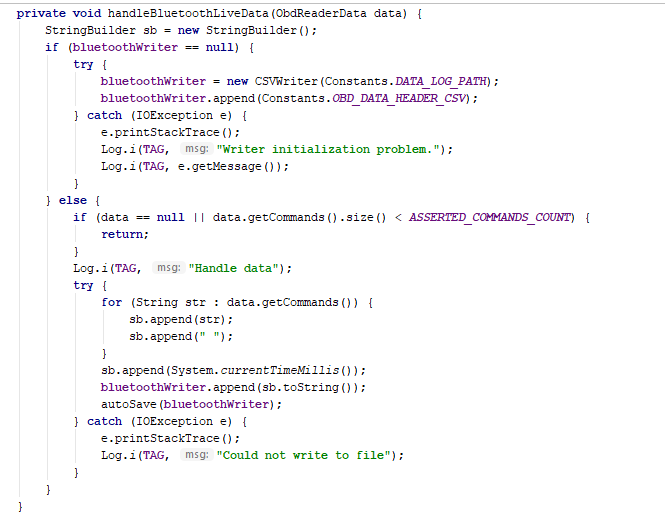 private void handleBluetoothLiveData(ObdReaderData data) {
    StringBuilder sb = new StringBuilder();
    if (bluetoothWriter == null) {
        try {
            bluetoothWriter = new CSVWriter(Constants.DATA_LOG_PATH);
            bluetoothWriter.append(Constants.OBD_DATA_HEADER_CSV);
        } catch (IOException e) {
            e.printStackTrace();
            Log.i(TAG, msg: "Writer initialization problem.");
            Log.i(TAG, e.getMessage());
        }
    } else {
        if (data == null || data.getCommands().size() < ASSERTED_COMMANDS_COUNT) {
            return;
        }
        Log.i(TAG, msg: "Handle data");
        try {
            for (String str : data.getCommands()) {
                sb.append(str);
                sb.append(" ");
            }
            sb.append(System.currentTimeMillis());
            bluetoothWriter.append(sb.toString());
            autoSave(bluetoothWriter);
        } catch (IOException e) {
            e.printStackTrace();
            Log.i(TAG, msg: "Could not write to file");
        }
    }
}